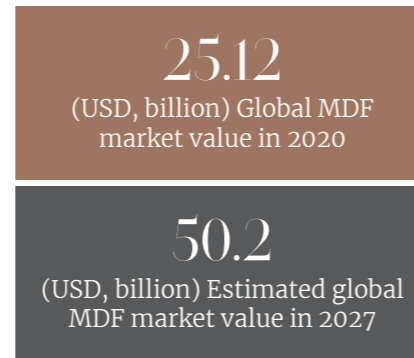 25.12
(USD, billion) Global MDF
market value in 2020
50.2
(USD, billion) Estimated global
MDF market value in 2027